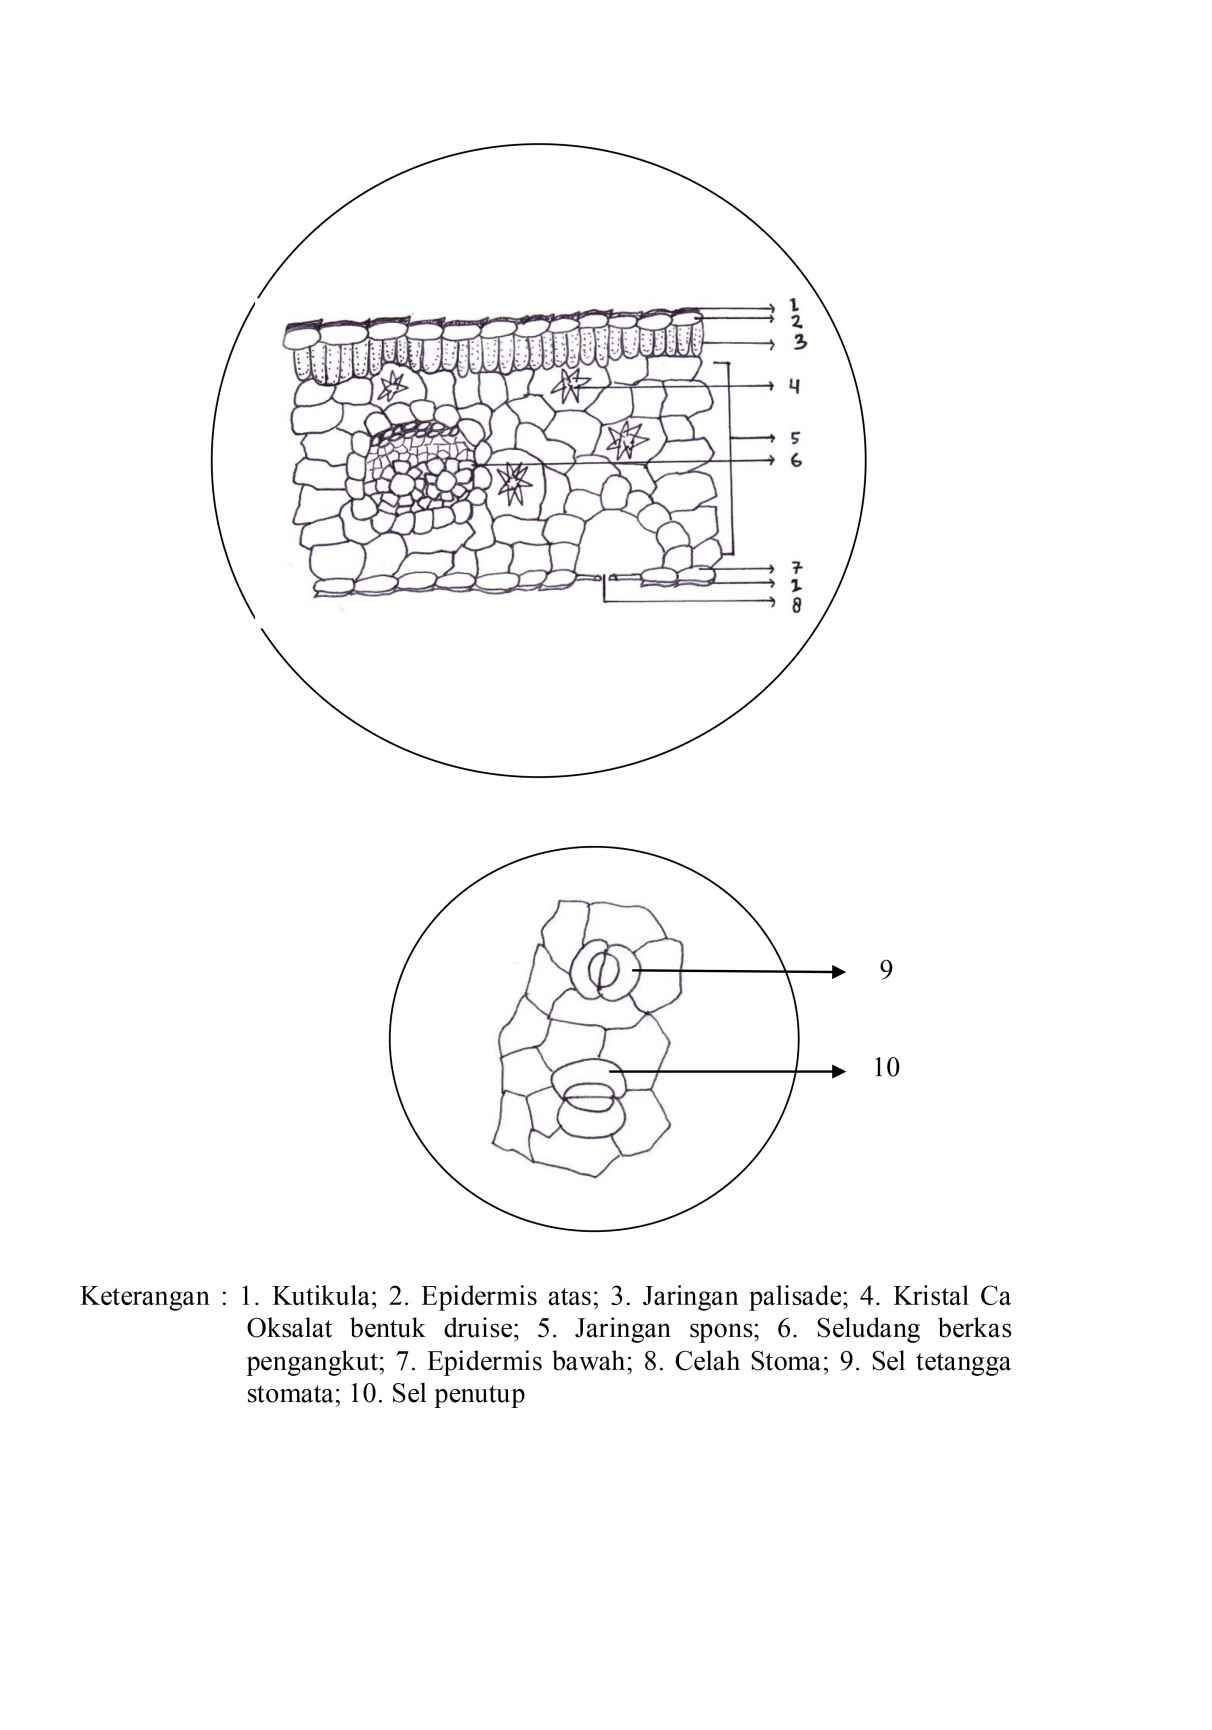 1
2
3
4
5
6
7
1
8
9
10
Keterangan : 1. Kutikula; 2. Epidermis atas; 3. Jaringan palisade; 4. Kristal Ca
Oksalat bentuk druise; 5. Jaringan spons; 6. Seludang berkas
pengangkut; 7. Epidermis bawah; 8. Celah Stoma; 9. Sel tetangga
stomata; 10. Sel penutup